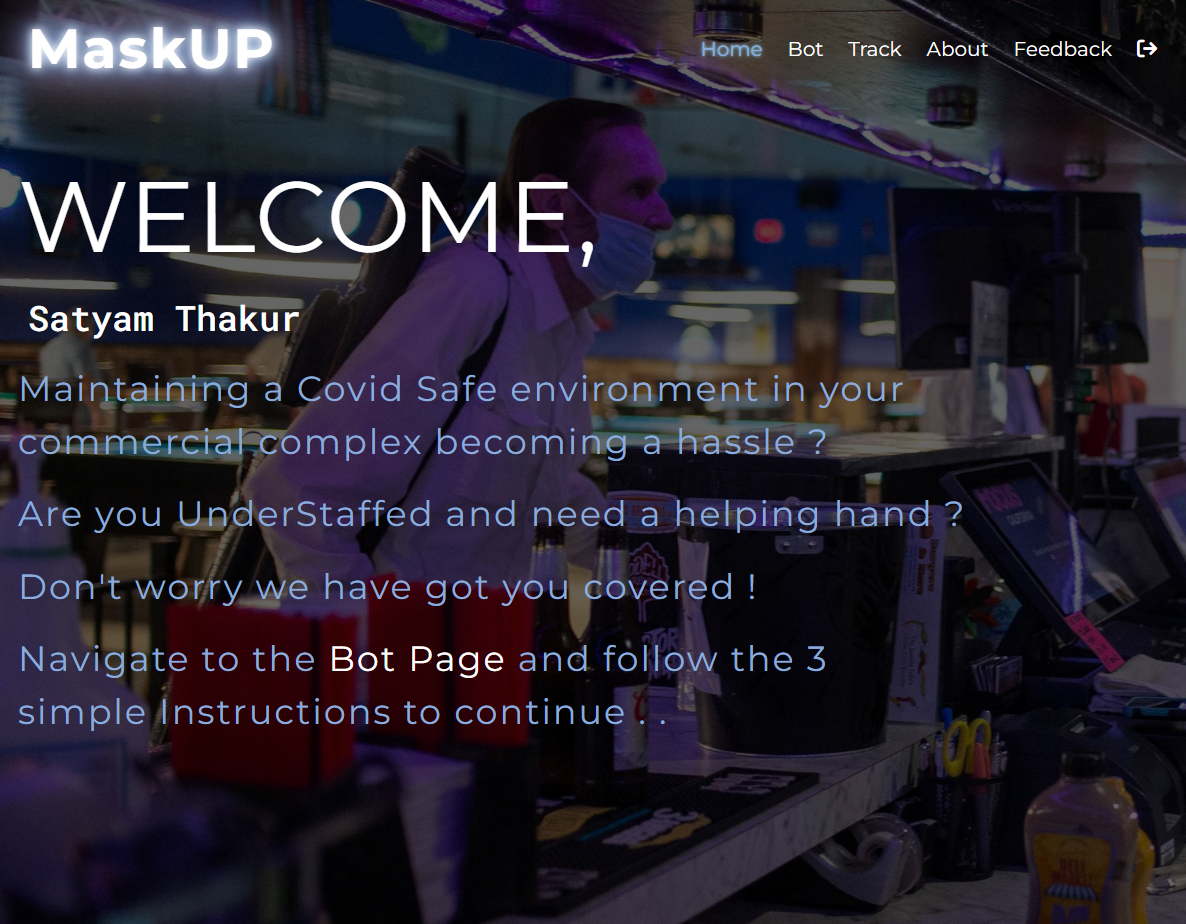 MaskUP
Home Bot Track About Feedback
WELCOME,
Satyam Thakur
Maintaining a Covid Safe environment in your
commercial complex becoming a hassle ?
Are you UnderStaffed and need a helping hand ?
Don't worry we have got you covered !
Navigate to the Bot Page and follow the 3
simple Instructions to continue . .